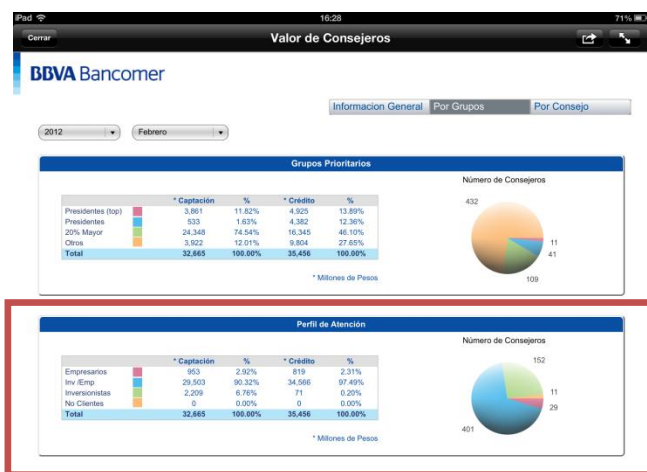 iPad 16:28 71%
Cerrar Valor de Consejeros
BBVA Bancomer
Informacion General Por Grupos Por Consejo
2012 Febrero
Grupos Prioritarios
Número de Consejeros
* Captación % * Crédito %
Presidentes (top) 3,861 11.82% 4,925 13.89%
Presidentes 533 1.63% 4,382 12.36%
20% Mayor 24,348 74.54% 16,345 46.10%
Otros 3,922 12.01% 9,804 27.65%
Total 32,665 100.00% 35,456 100.00%
* Millones de Pesos
432
11
41
109
Perfil de Atención
Número de Consejeros
* Captación % * Crédito %
Empresarios 953 2.92% 819 2.31%
Inv /Emp 29,503 90.32% 34,566 97.49%
Inversionistas 2,209 6.76% 71 0.20%
No Clientes 0 0.00% 0 0.00%
Total 32,665 100.00% 35,456 100.00%
* Millones de Pesos
152
11
29
401